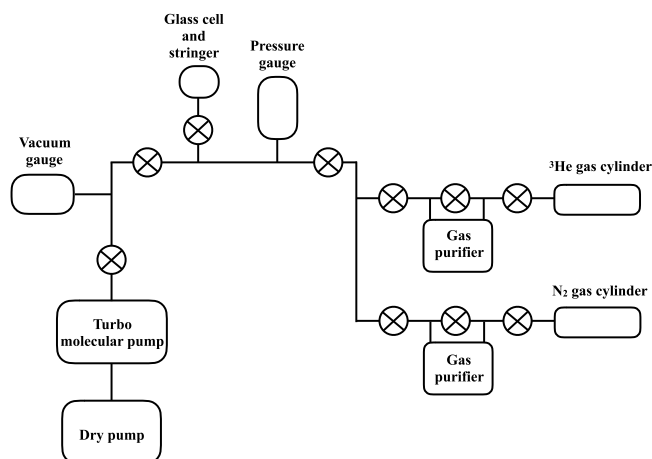 Glass cell
and
stringer
Pressure
gauge
Vacuum
gauge
³He gas cylinder
Gas
purifier
N₂ gas cylinder
Turbo
molecular pump
Gas
purifier
Dry pump